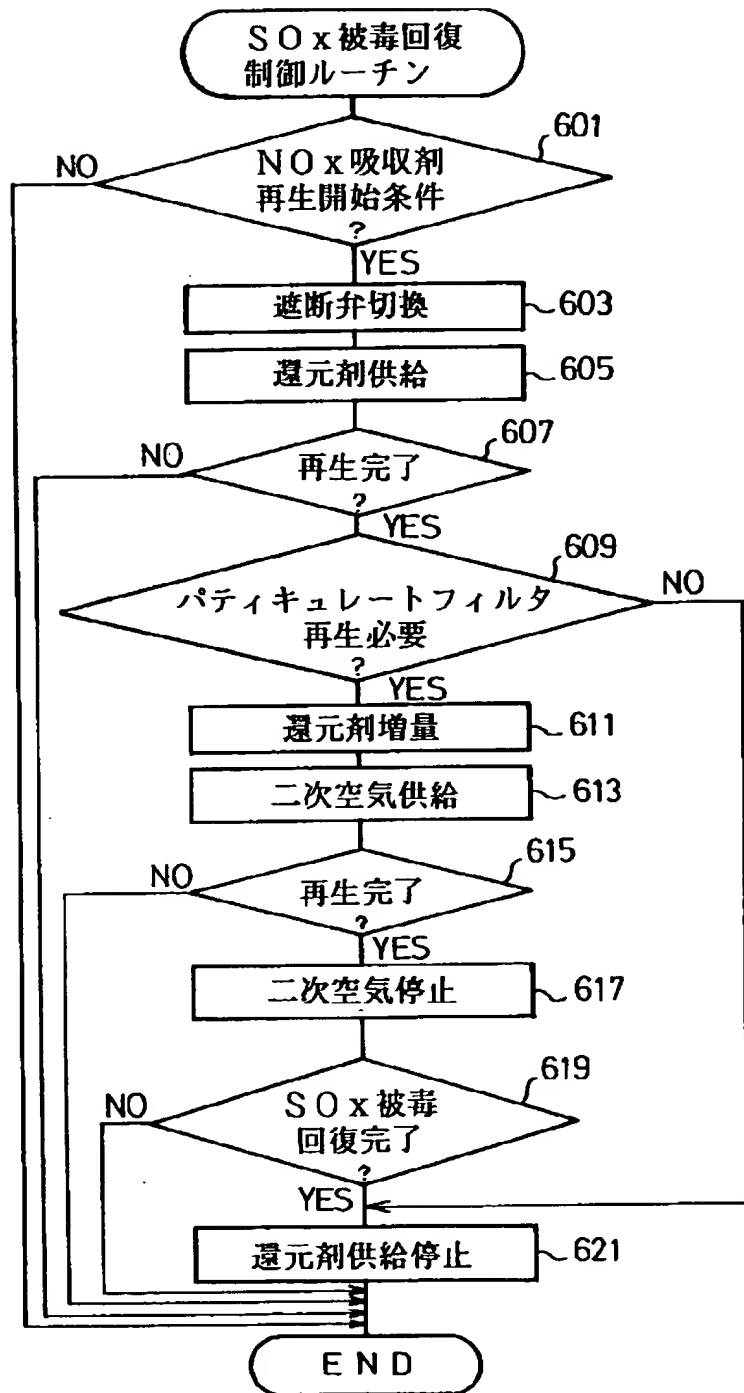 SOx被毒回復
制御ルーチン
601
NO
NOx吸収剤
再生開始条件
?
YES
遮断弁切換
603
還元剤供給
605
607
NO
再生完了
?
YES
609
NO
パティキュレートフィルタ
再生必要
?
YES
還元剤増量
611
二次空気供給
613
615
NO
再生完了
?
YES
二次空気停止
617
619
NO
SOx被毒
回復完了
?
YES
還元剤供給停止
621
END